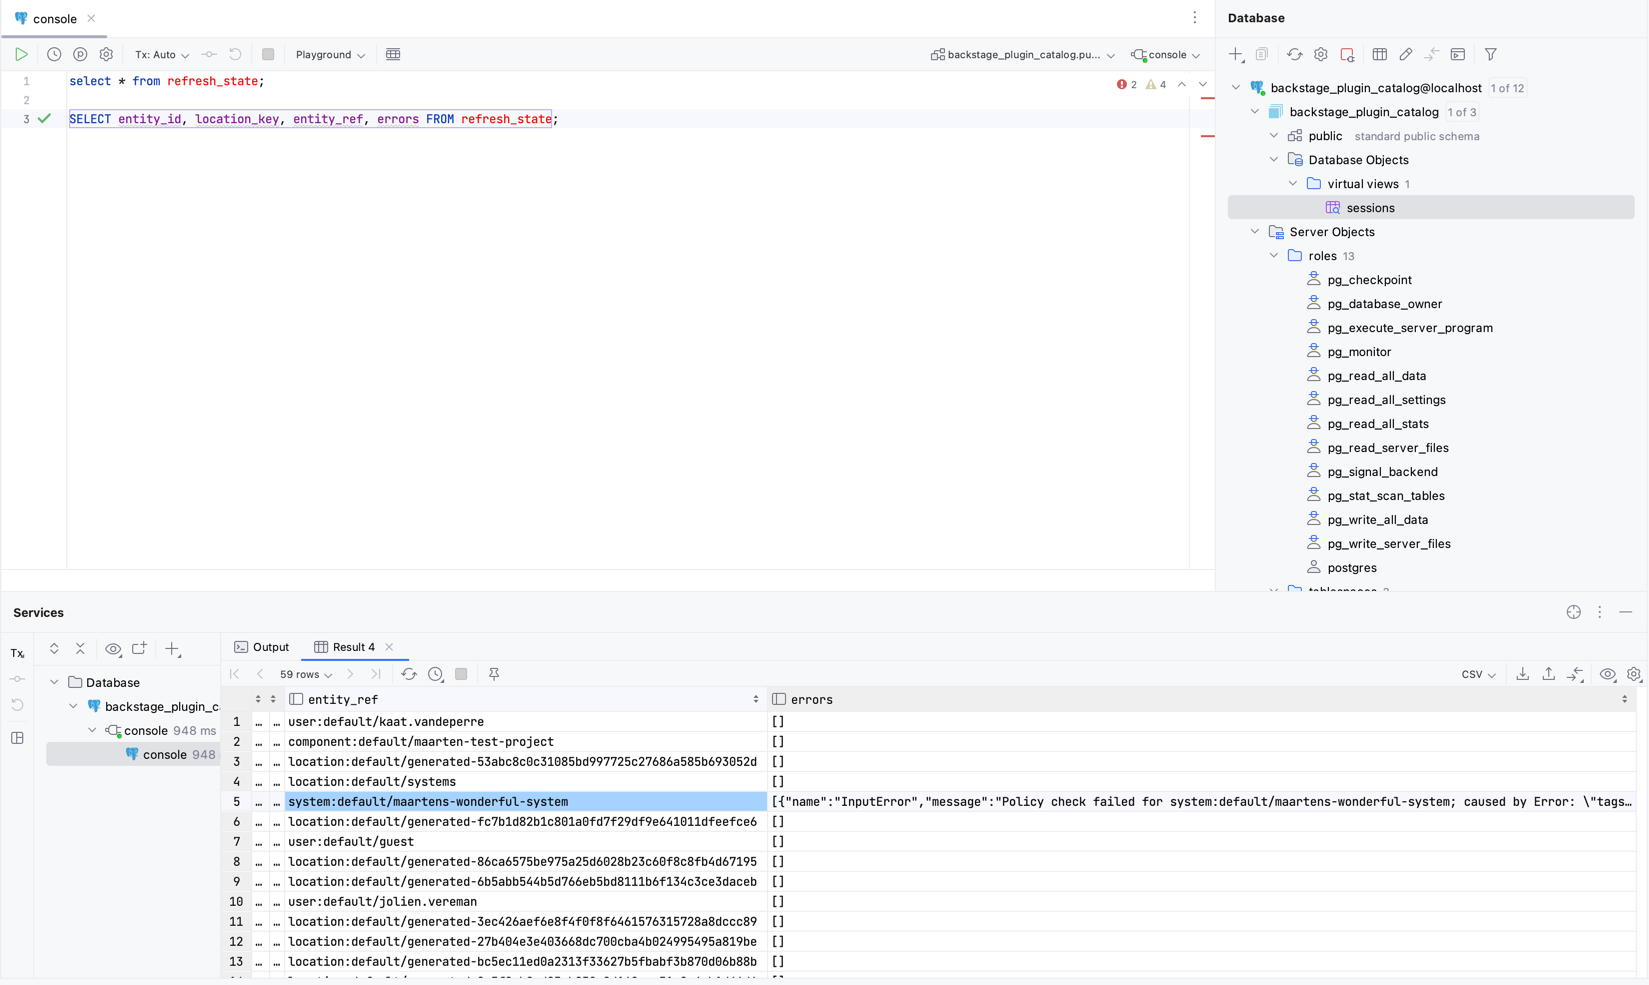 console
Database
Tx: Auto
Playground
backstage_plugin_catalog.pu...
console
1 select * from refresh_state;
2 4
2
3 SELECT entity_id, location_key, entity_ref, errors FROM refresh_state;
backstage_plugin_catalog@localhost 1 of 12
backstage_plugin_catalog 1 of 3
public standard public schema
Database Objects
virtual views 1
sessions
Server Objects
roles 13
pg_checkpoint
pg_database_owner
pg_execute_server_program
pg_monitor
pg_read_all_data
pg_read_all_settings
pg_read_all_stats
pg_read_server_files
pg_signal_backend
pg_stat_scan_tables
pg_write_all_data
pg_write_server_files
postgres
Services
Tx
Database
backstage_plugin_c
console 948 ms
console 948
Output
Result 4
59 rows
CSV
entity_ref errors
1 ... ... user:default/kaat.vandeperre []
2 ... ... component:default/maarten-test-project []
3 ... ... location:default/generated-53abc8c0c31085bd997725c27686a585b693052d []
4 ... ... location:default/systems []
5 ... ... system:default/maartens-wonderful-system [{"name":"InputError","message":"Policy check failed for system:default/maartens-wonderful-system; caused by Error: \"tags…
6 ... ... location:default/generated-fc7b1d82b1c801a0fd7f29df9e641011dfeefce6 []
7 ... ... user:default/guest []
8 ... ... location:default/generated-86ca6575be975a25d6028b23c60f8c8fb4d67195 []
9 ... ... location:default/generated-6b5abb544b5d766eb5bd8111b6f134c3ce3daceb []
10 ... ... user:default/jolien.vereman []
11 ... ... location:default/generated-3ec426aef6e8f4f0f8f6461576315728a8dccc89 []
12 ... ... location:default/generated-27b404e3e403668dc700cba4b024995495a819be []
13 ... ... location:default/generated-bc5ec11ed0a2313f33627b5fbabf3b870d06b88b []